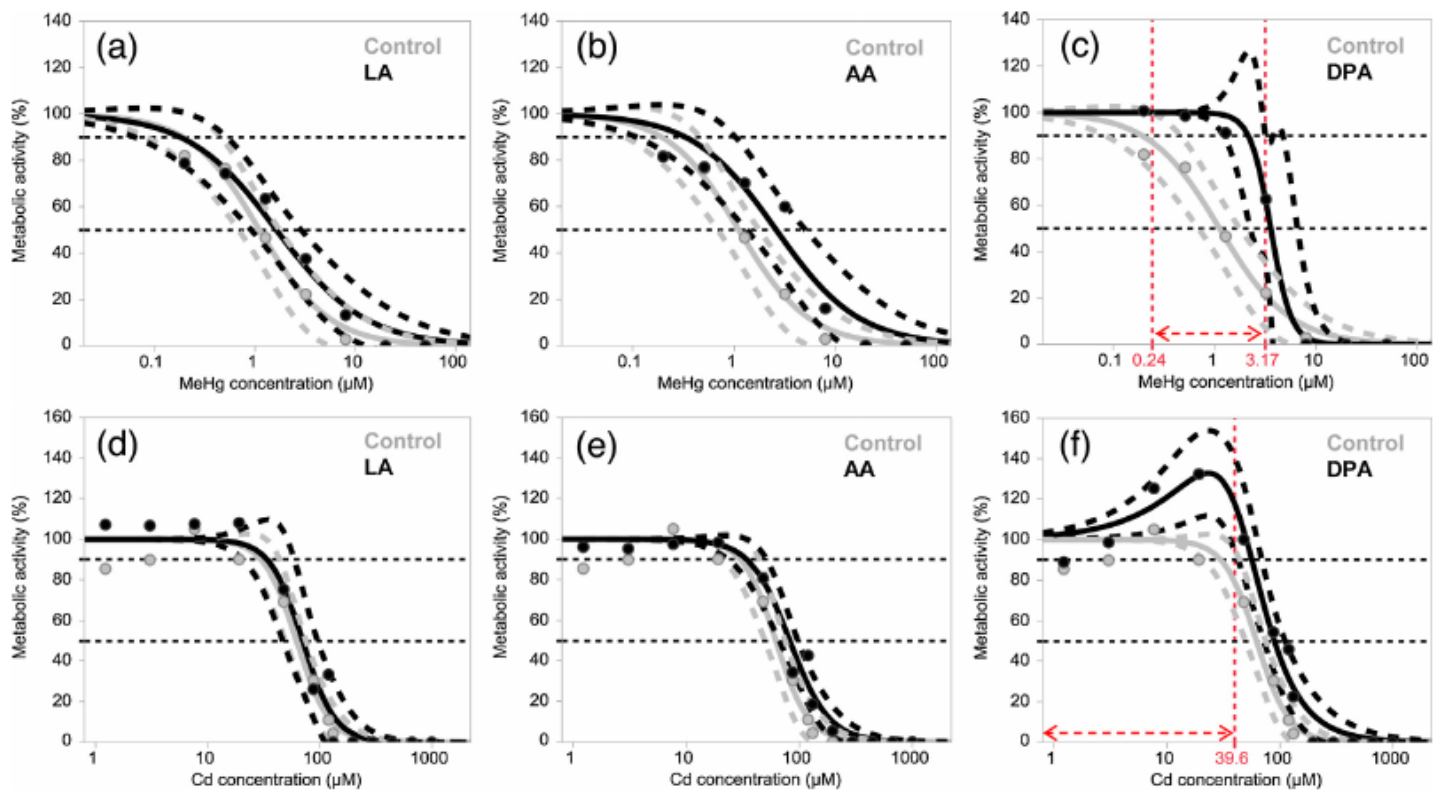 (a)
Control
LA
Metabolic activity (%)
140
120
100
80
60
40
20
0
0.1
1
10
100
MeHg concentration (µM)
(b)
Control
AA
Metabolic activity (%)
140
120
100
80
60
40
20
0
0.1
1
10
100
MeHg concentration (µM)
(c)
Control
DPA
Metabolic activity (%)
140
120
100
80
60
40
20
0
0.1
0.24
1
3.17
10
100
MeHg concentration (µM)
(d)
Control
LA
Metabolic activity (%)
160
140
120
100
80
60
40
20
0
1
10
100
1000
Cd concentration (µM)
(e)
Control
AA
Metabolic activity (%)
160
140
120
100
80
60
40
20
0
1
10
100
1000
Cd concentration (µM)
(f)
Control
DPA
Metabolic activity (%)
160
140
120
100
80
60
40
20
0
1
10
39.6
100
1000
Cd concentration (µM)